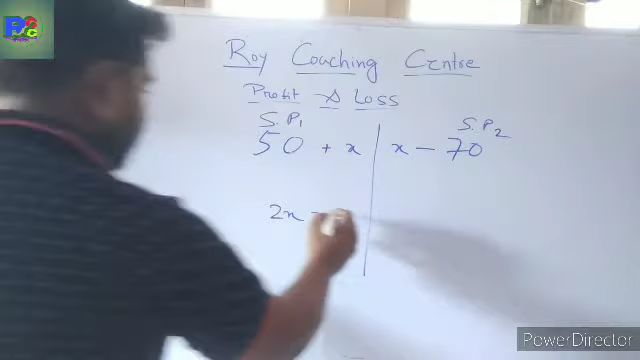 Roy Coaching Centre
Profit & Loss
S.P₁ S.P₂
50 + x x - 70
2x -
PowerDirector